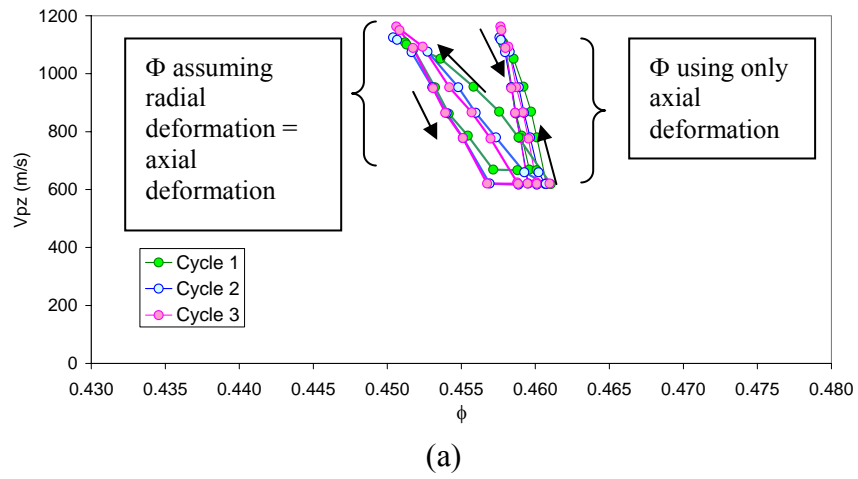 1200
1000
800
600
400
200
0
Vpz (m/s)
Φ assuming
radial
deformation =
axial
deformation
Φ using only
axial
deformation
Cycle 1
Cycle 2
Cycle 3
0.430 0.435 0.440 0.445 0.450 0.455 0.460 0.465 0.470 0.475 0.480
ϕ
(a)